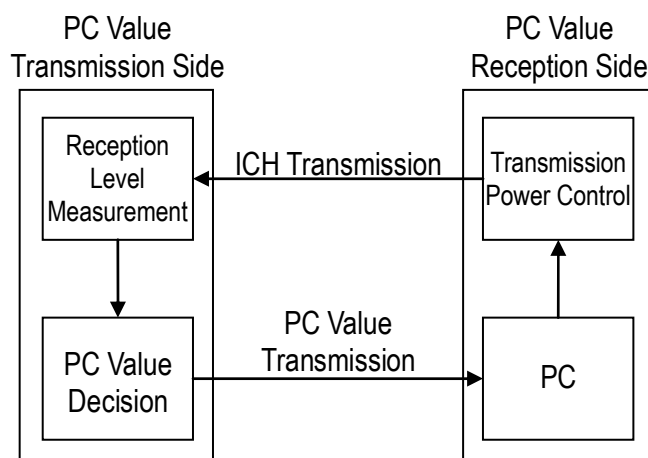 PC Value
Transmission Side
PC Value
Reception Side
Reception
Level
Measurement
ICH Transmission
Transmission
Power Control
PC Value
Decision
PC Value
Transmission
PC